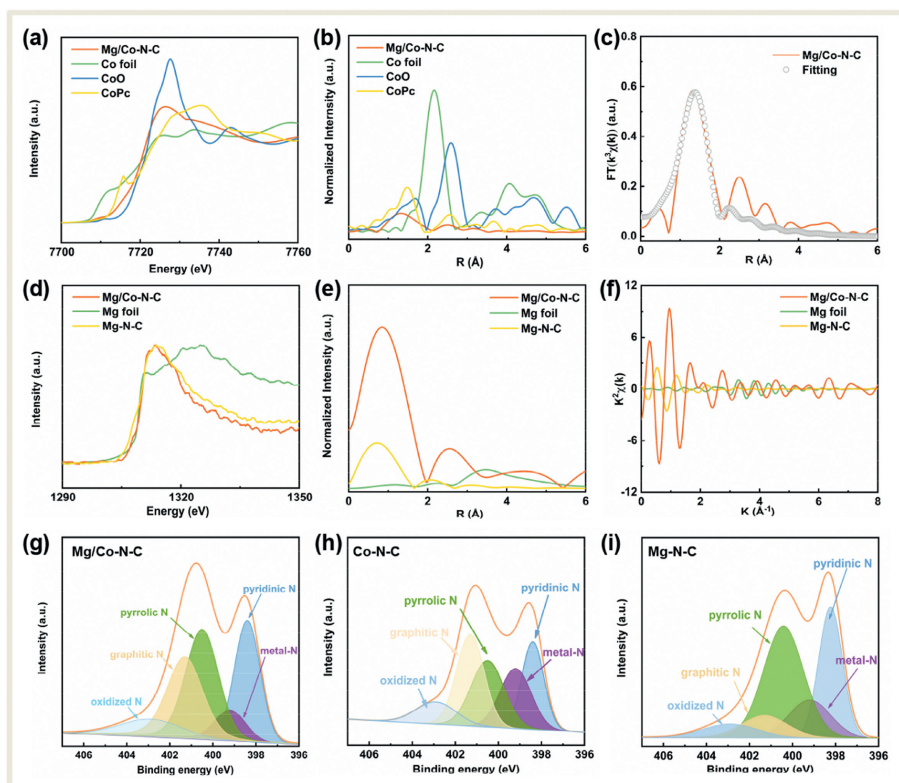 (a)
Mg/Co-N-C
Co foil
CoO
CoPc
Intensity (a.u.)
7700 7720 7740 7760
Energy (eV)
(b)
Mg/Co-N-C
Co foil
CoO
CoPc
Normalized Internsity (a.u.)
0 2 4 6
R (Å)
(c)
Mg/Co-N-C
Fitting
FT(k³χ(k)) (a.u.)
0.8
0.6
0.4
0.2
0.0
0 1 2 3 4 5 6
R (Å)
(d)
Mg/Co-N-C
Mg foil
Mg-N-C
Intensity (a.u.)
1290 1320 1350
Energy (eV)
(e)
Mg/Co-N-C
Mg foil
Mg-N-C
Normalized Intensity (a.u.)
0 1 2 3 4 5 6
R (Å)
(f)
Mg/Co-N-C
Mg foil
Mg-N-C
K²χ(k)
12
6
0
-6
-12
0 2 4 6 8
K (Å⁻¹)
(g)
Mg/Co-N-C
pyridinic N
pyrrolic N
graphitic N
metal-N
oxidized N
Intensity (a.u.)
406 404 402 400 398 396
Binding energy (eV)
(h)
Co-N-C
pyrrolic N
pyridinic N
graphitic N
metal-N
oxidized N
Intensity (a.u.)
406 404 402 400 398 396
Binding energy (eV)
(i)
Mg-N-C
pyridinic N
pyrrolic N
graphitic N
metal-N
oxidized N
Intensity (a.u.)
406 404 402 400 398 396
Binding energy (eV)